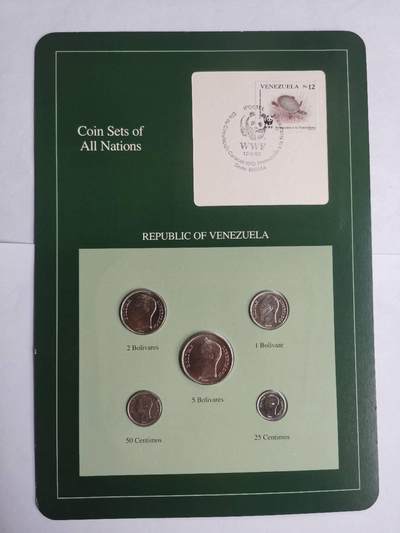 Coin Sets of
All Nations
VENEZUELA
12
WWF
REPUBLIC OF VENEZUELA
2 Bolivares
1 Bolivare
5 Bolivares
50 Centimos
25 Centimos